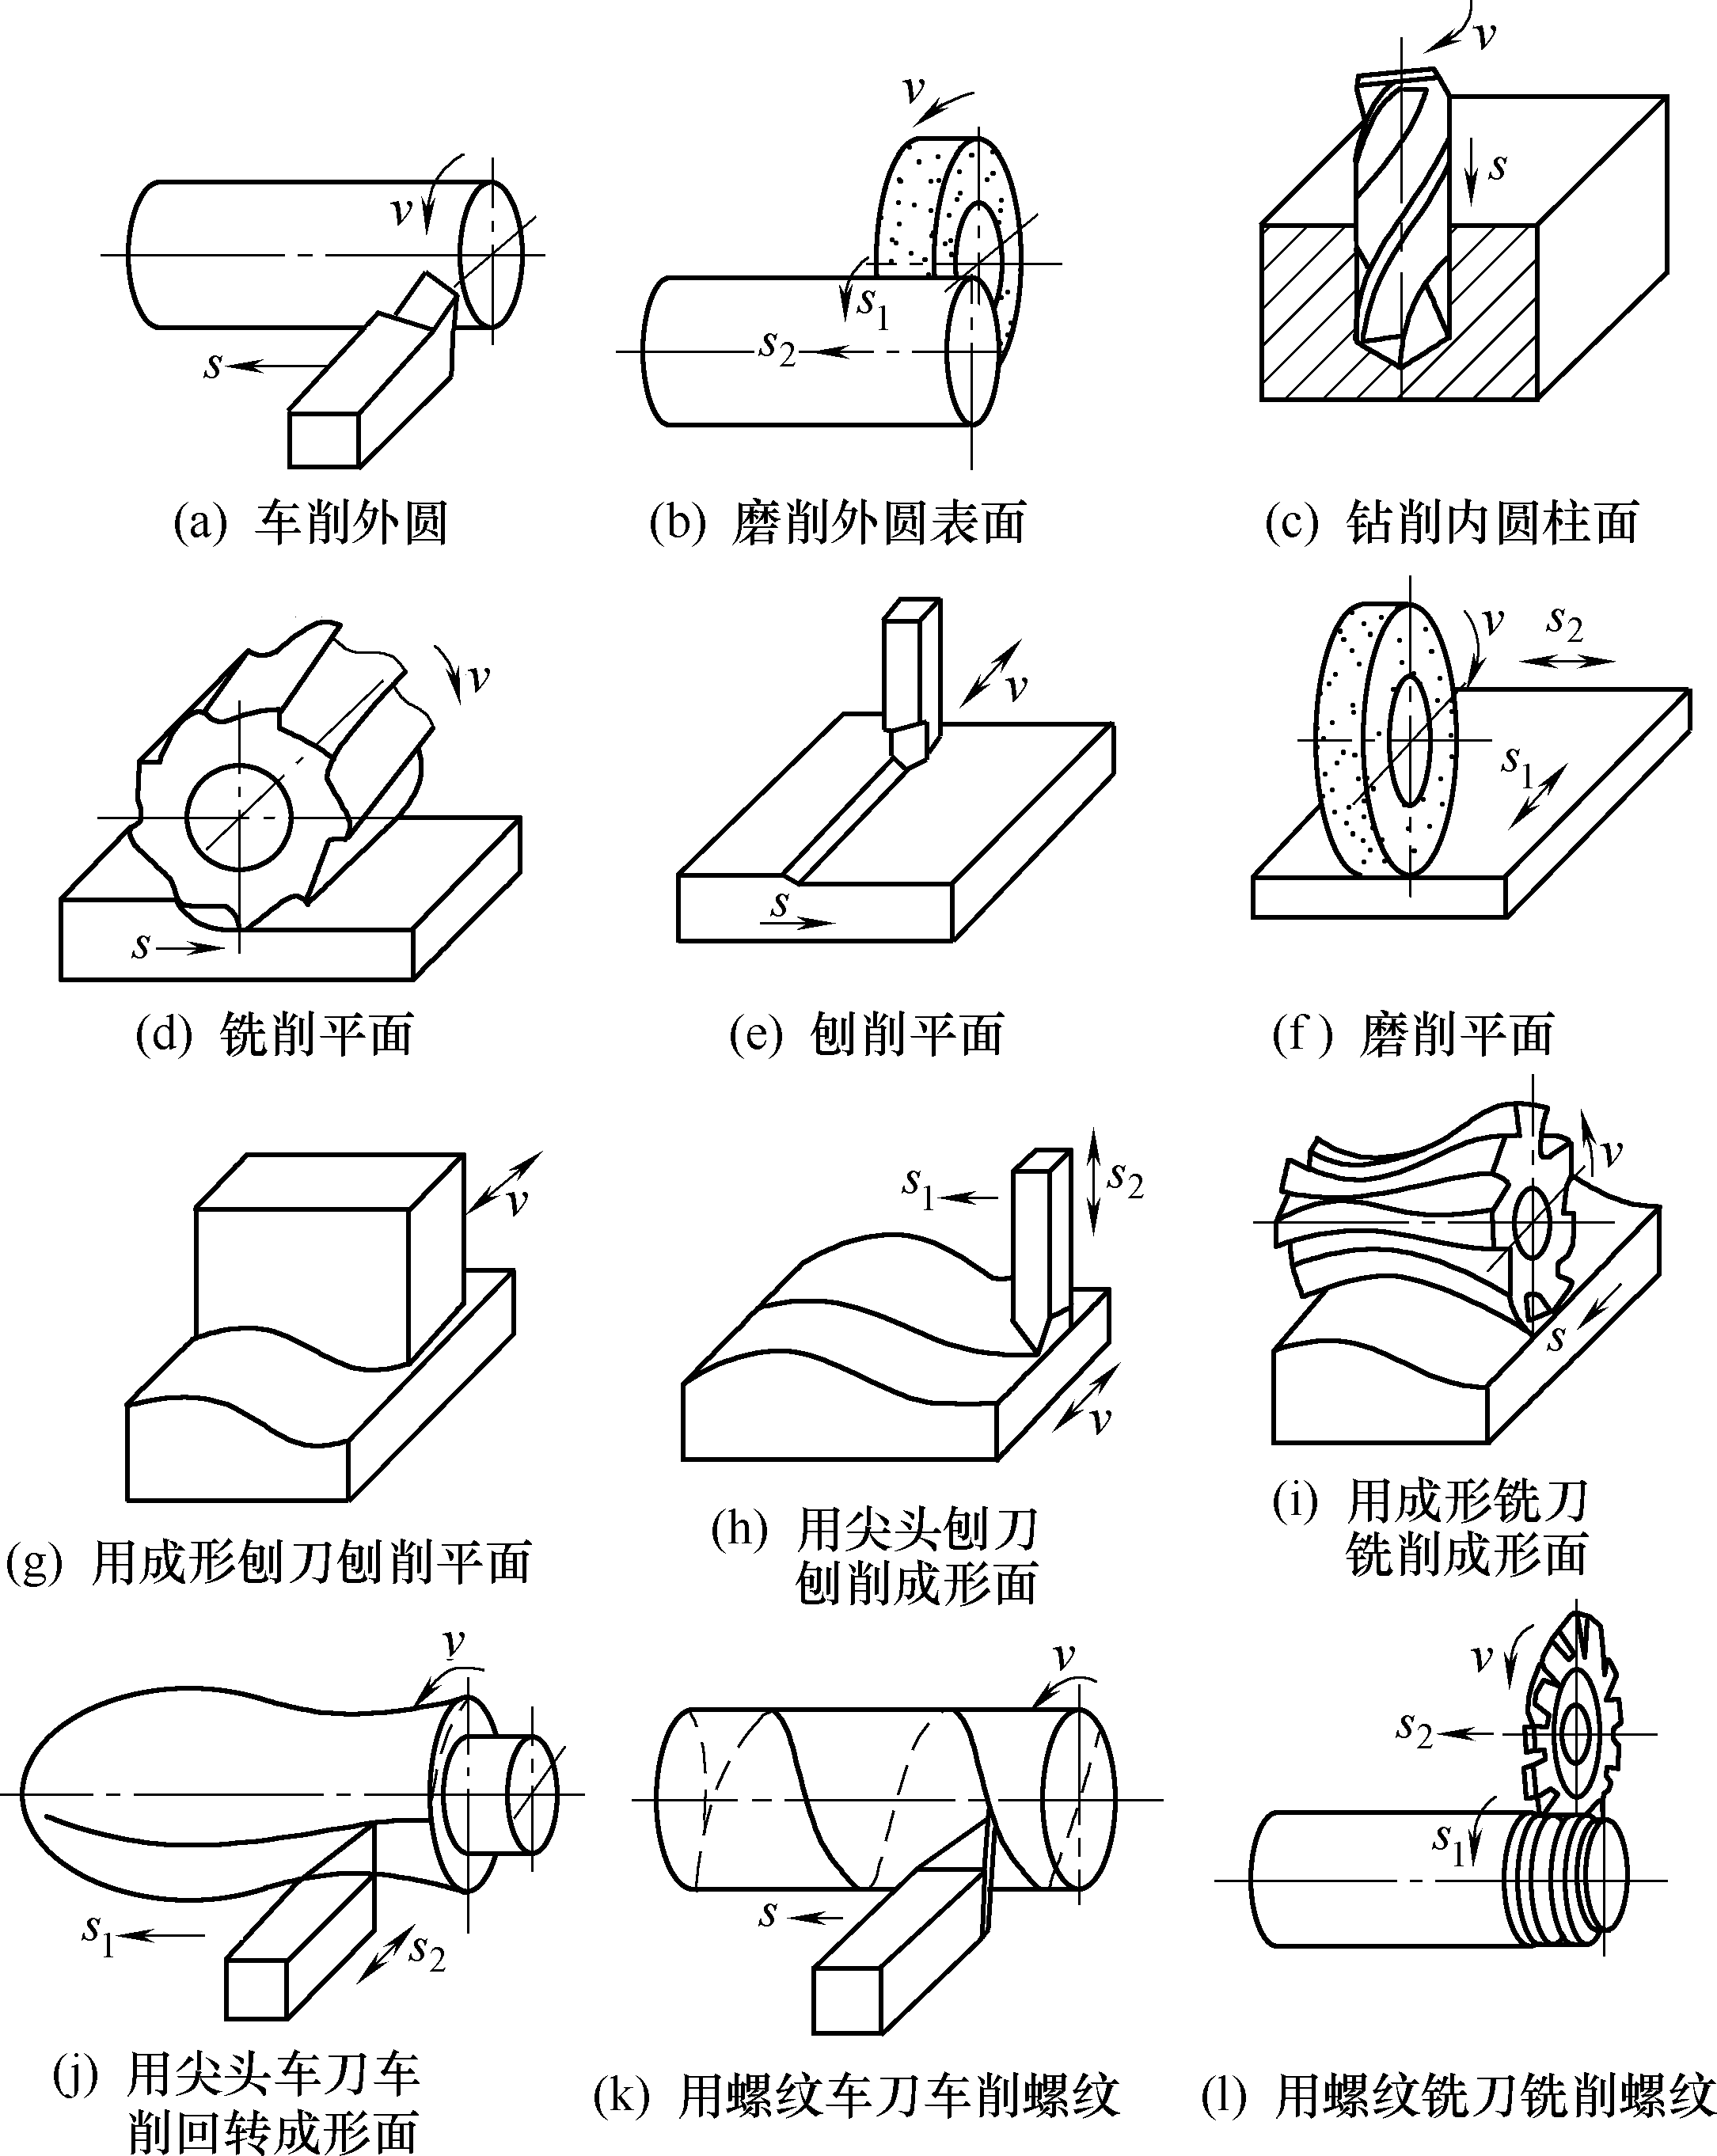 v
v
v
s
v
s
s1
s2
(a) 车削外圆
(b) 磨削外圆表面
(c) 钻削内圆柱面
v
s
v
s
v
s2
s1
(d) 铣削平面
(e) 刨削平面
(f) 磨削平面
v
s1
s2
v
v
s
(g) 用成形刨刀刨削平面
(h) 用尖头刨刀
刨削成形面
(i) 用成形铣刀
铣削成形面
v
s1
s2
v
s
v
s2
s1
(j) 用尖头车刀车
削回转成形面
(k) 用螺纹车刀车削螺纹
(l) 用螺纹铣刀铣削螺纹